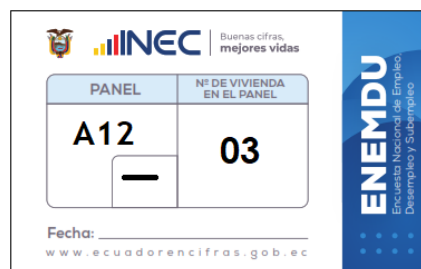 INEC
Buenas cifras,
mejores vidas
PANEL
Nº DE VIVIENDA
EN EL PANEL
A12
03
—
Fecha:
www.ecuadorencifras.gob.ec
ENEMDU
Encuesta Nacional de Empleo,
Desempleo y Subempleo